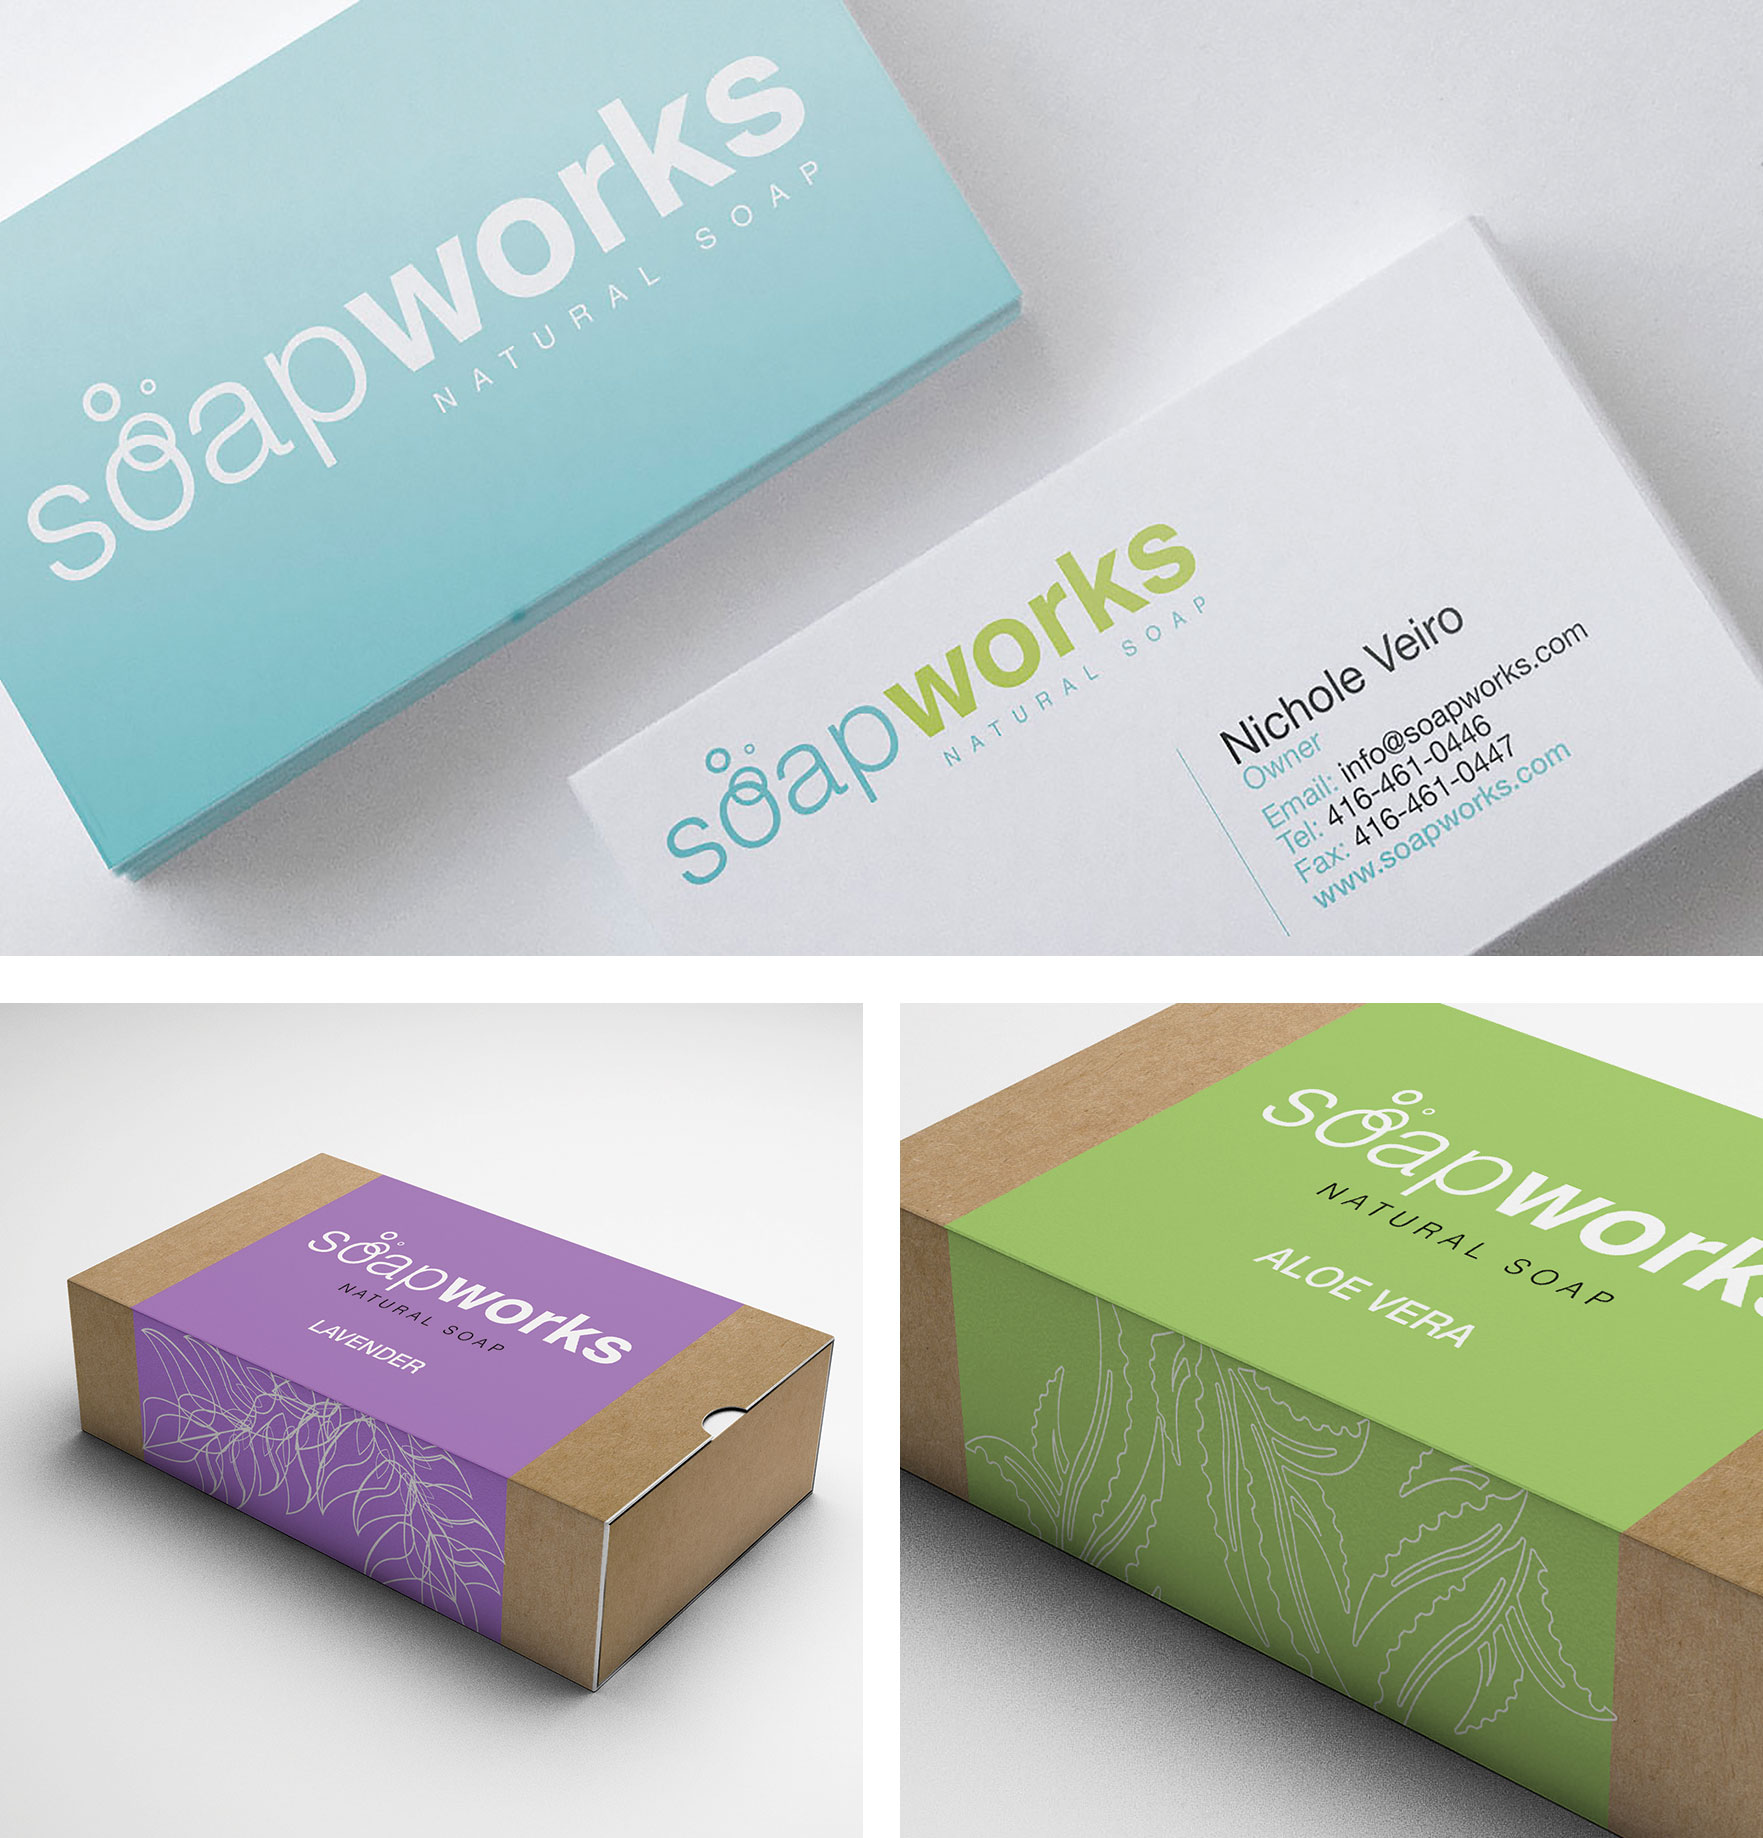 soapworks
NATURAL SOAP
soapworks
NATURAL SOAP
Nichole Veiro
Owner
Email: info@soapworks.com
Tel: 416-461-0446
Fax: 416-461-0447
www.soapworks.com
soapworks
NATURAL SOAP
LAVENDER
soapworks
NATURAL SOAP
ALOE VERA